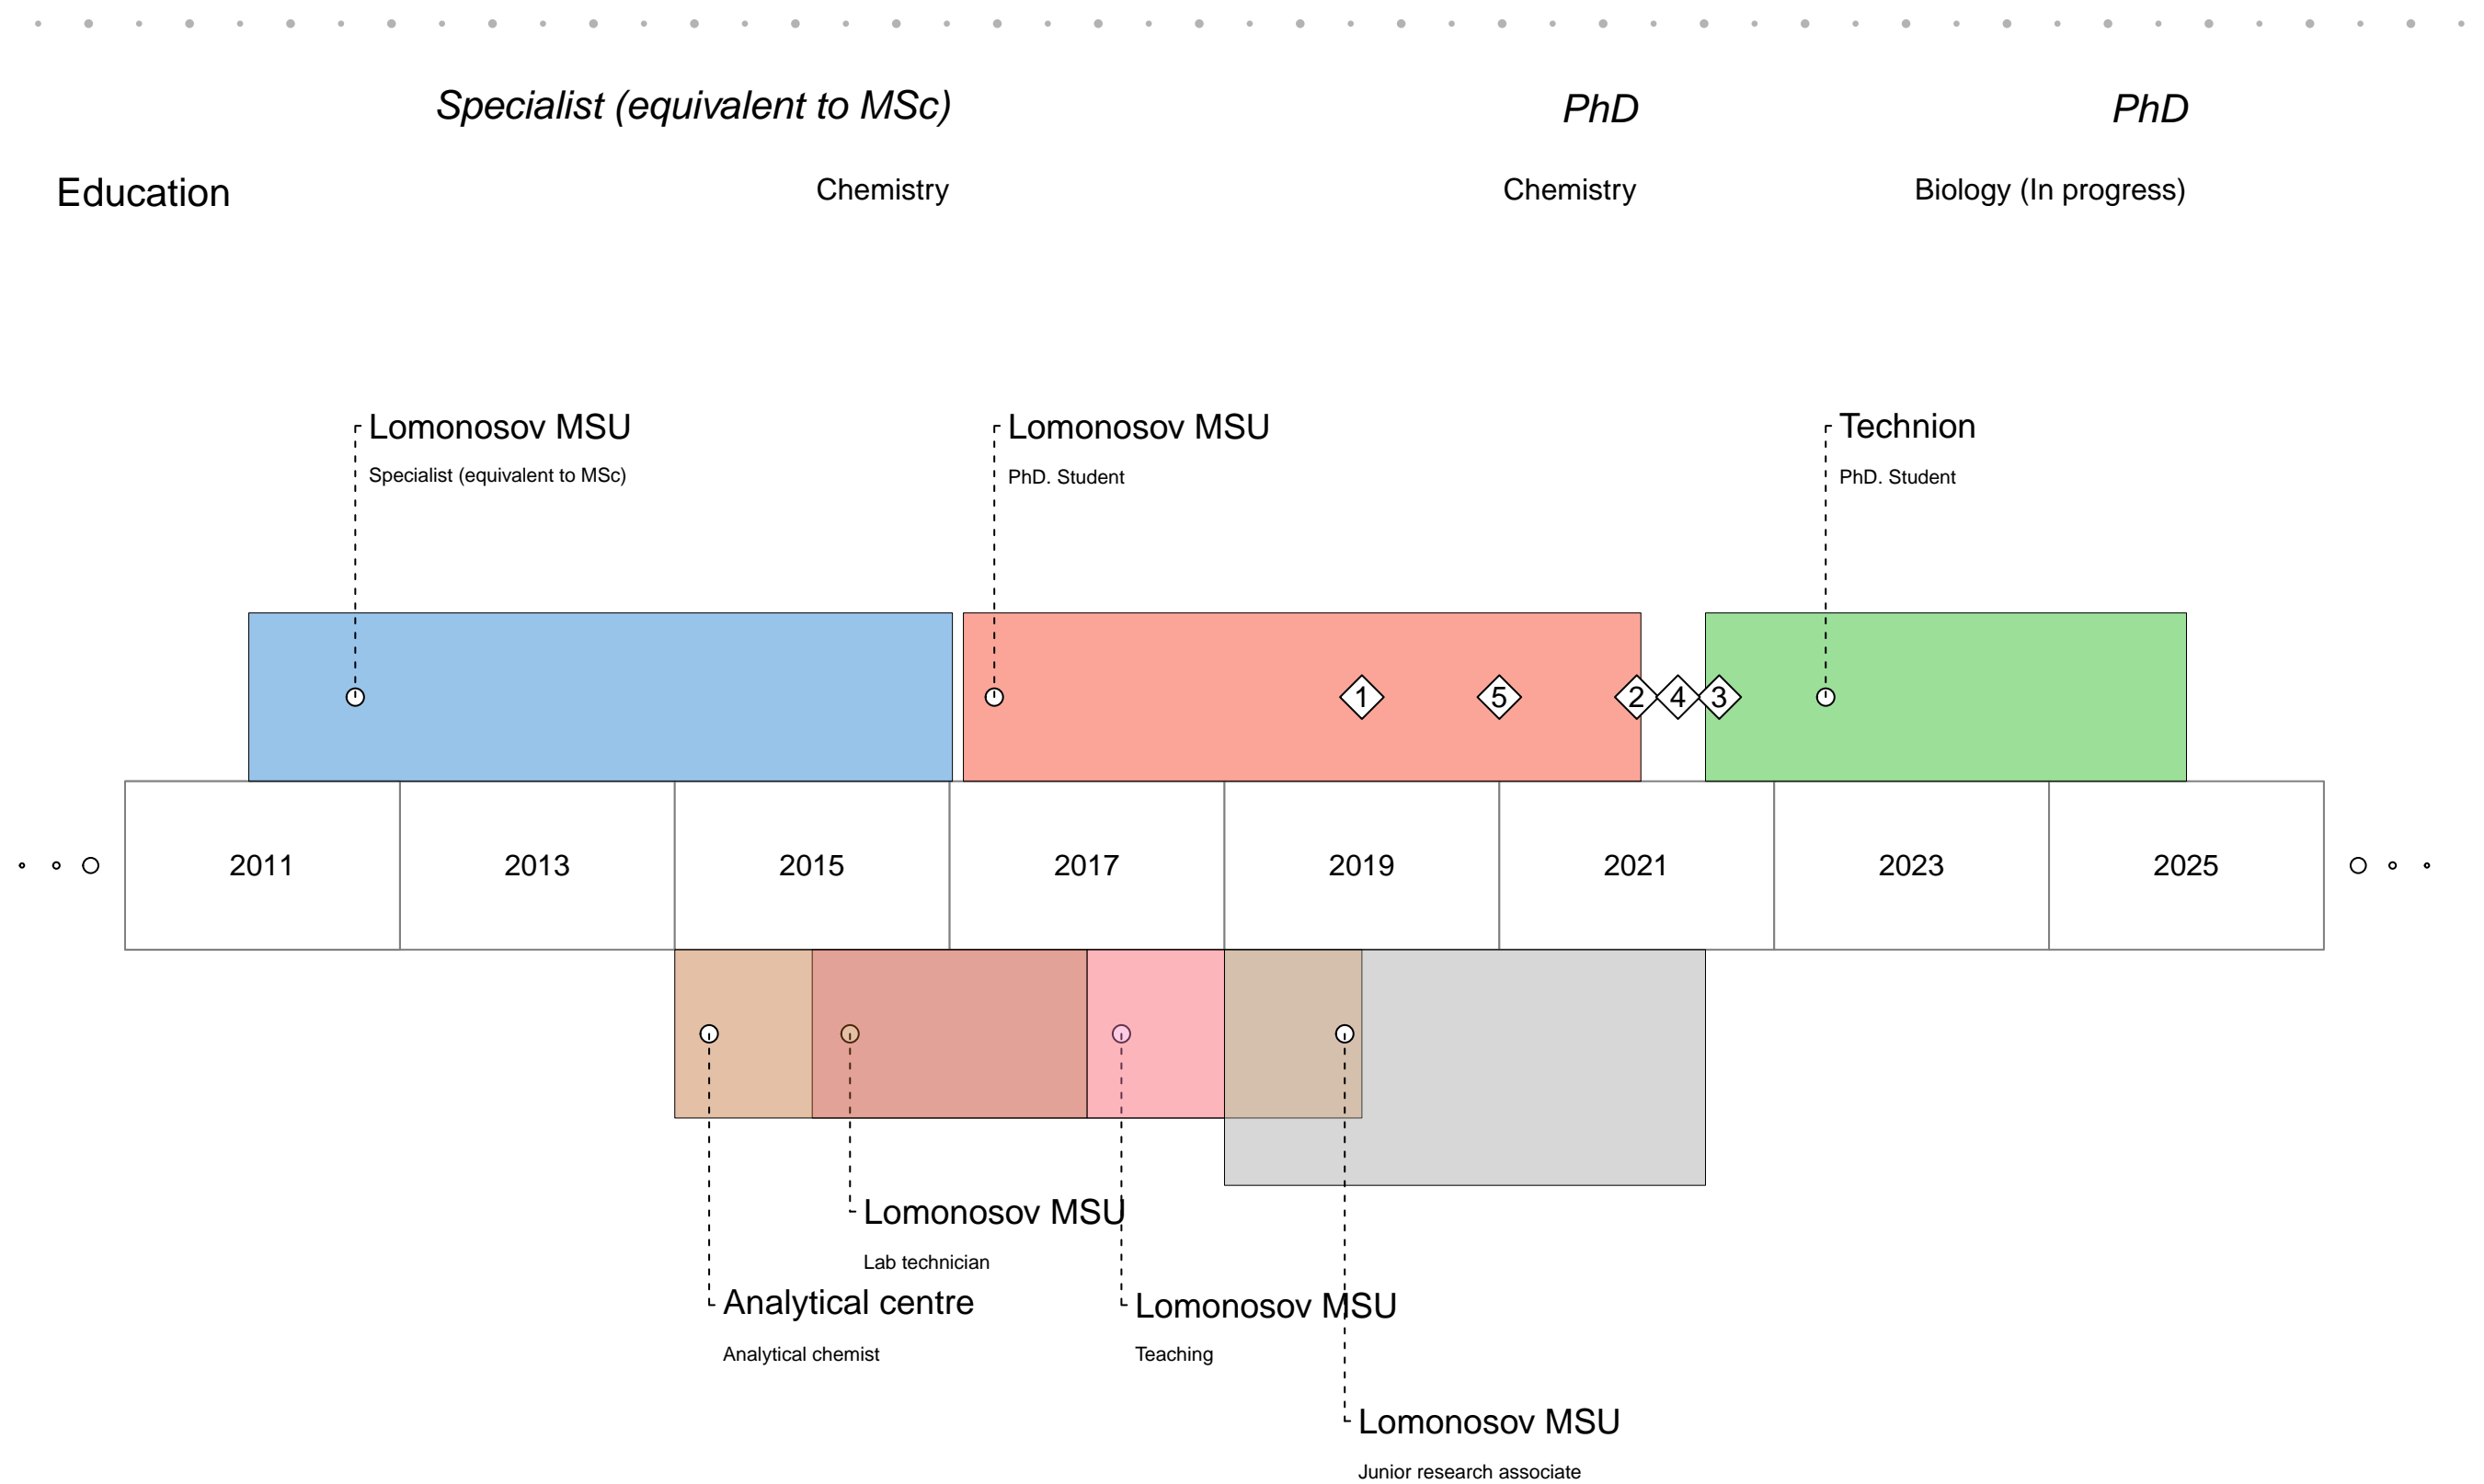 Specialist (equivalent to MSc)
PhD
PhD
Education
Chemistry
Chemistry
Biology (In progress)
Lomonosov MSU
Specialist (equivalent to MSc)
Lomonosov MSU
PhD. Student
Technion
PhD. Student
1
5
2
4
3
2011
2013
2015
2017
2019
2021
2023
2025
Lomonosov MSU
Lab technician
Analytical centre
Analytical chemist
Lomonosov MSU
Teaching
Lomonosov MSU
Junior research associate